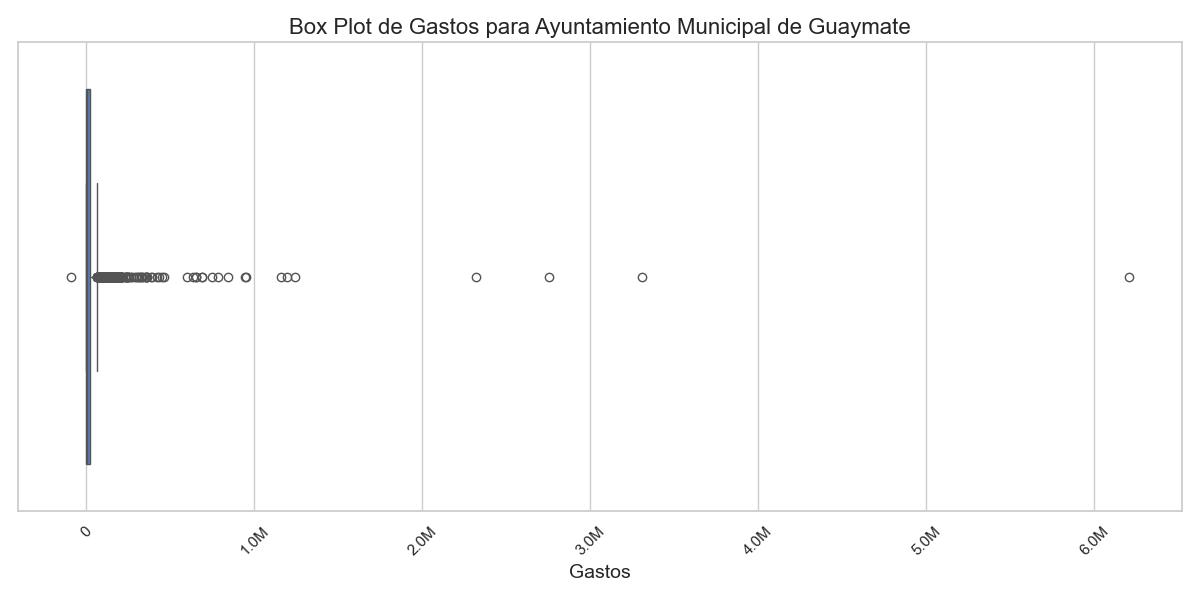 Box Plot de Gastos para Ayuntamiento Municipal de Guaymate
0
1.0M
2.0M
3.0M
4.0M
5.0M
6.0M
Gastos